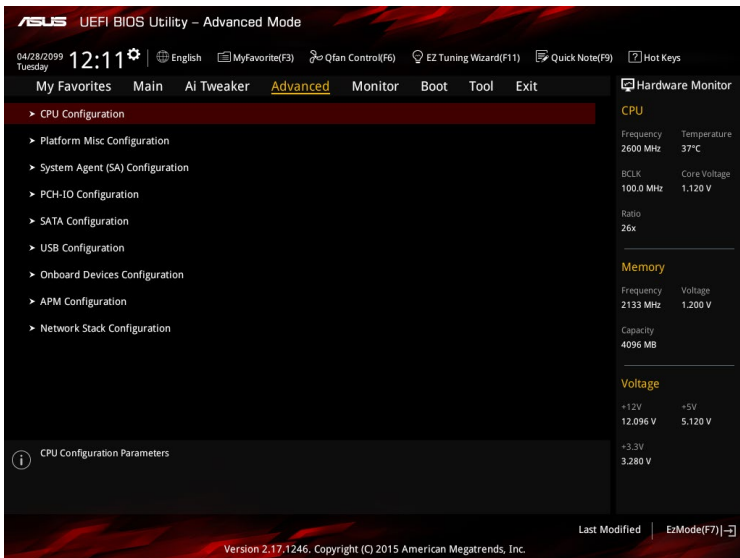 ASUS UEFI BIOS Utility – Advanced Mode
04/28/2099 Tuesday 12:11 English MyFavorite(F3) Qfan Control(F6) EZ Tuning Wizard(F11) Quick Note(F9) ? Hot Keys
My Favorites Main Ai Tweaker Advanced Monitor Boot Tool Exit
> CPU Configuration
> Platform Misc Configuration
> System Agent (SA) Configuration
> PCH-IO Configuration
> SATA Configuration
> USB Configuration
> Onboard Devices Configuration
> APM Configuration
> Network Stack Configuration
i CPU Configuration Parameters
Hardware Monitor
CPU
Frequency Temperature
2600 MHz 37°C
BCLK Core Voltage
100.0 MHz 1.120 V
Ratio
26x
Memory
Frequency Voltage
2133 MHz 1.200 V
Capacity
4096 MB
Voltage
+12V +5V
12.096 V 5.120 V
+3.3V
3.280 V
Last Modified EzMode(F7)
Version 2.17.1246. Copyright (C) 2015 American Megatrends, Inc.